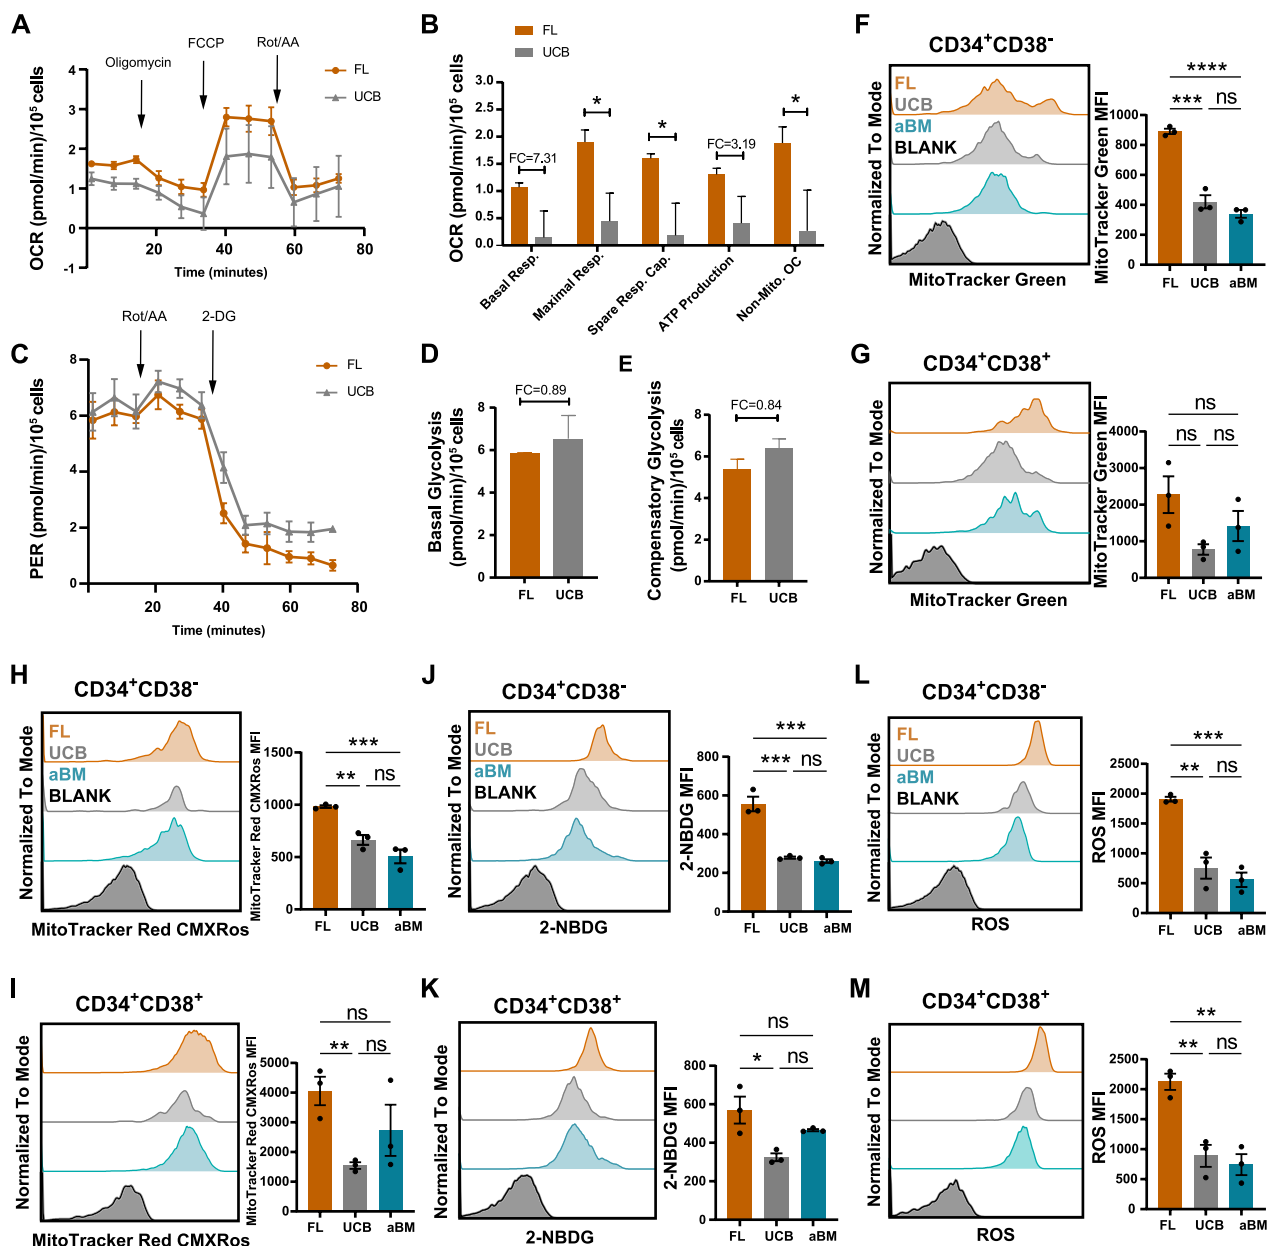 A
Oligomycin
FCCP
Rot/AA
FL
UCB
OCR (pmol/min)/10⁵ cells
4
3
2
1
0
-1
20
40
60
80
Time (minutes)
B
FL
UCB
OCR (pmol/min)/10⁵ cells
3.0
2.5
2.0
1.5
1.0
0.5
0.0
FC=7.31
*
*
FC=3.19
*
Basal Resp.
Maximal Resp.
Spare Resp. Cap.
ATP Production
Non-Mito. OC
C
Rot/AA
2-DG
FL
UCB
PER (pmol/min)/10⁵ cells
8
6
4
2
0
0
20
40
60
80
Time (minutes)
D
Basal Glycolysis
(pmol/min)/10⁵ cells
FC=0.89
8
6
4
2
0
FL
UCB
E
Compensatory Glycolysis
(pmol/min)/10⁵ cells
FC=0.84
8
6
4
2
0
FL
UCB
F
CD34⁺CD38⁻
FL
UCB
aBM
BLANK
Normalized To Mode
MitoTracker Green
MitoTracker Green MFI
****
***
ns
1000
800
600
400
200
0
FL
UCB
aBM
G
CD34⁺CD38⁺
Normalized To Mode
MitoTracker Green
MitoTracker Green MFI
ns
ns
ns
4000
3000
2000
1000
0
FL
UCB
aBM
H
CD34⁺CD38⁻
FL
UCB
aBM
BLANK
Normalized To Mode
MitoTracker Red CMXRos
MitoTracker Red CMXRos MFI
***
**
ns
1500
1000
500
0
FL
UCB
aBM
J
CD34⁺CD38⁻
FL
UCB
aBM
BLANK
Normalized To Mode
2-NBDG
2-NBDG MFI
***
***
ns
800
600
400
200
0
FL
UCB
aBM
L
CD34⁺CD38⁻
FL
UCB
aBM
BLANK
Normalized To Mode
ROS
ROS MFI
***
**
ns
2500
2000
1500
1000
500
0
FL
UCB
aBM
I
CD34⁺CD38⁺
Normalized To Mode
MitoTracker Red CMXRos
MitoTracker Red CMXRos MFI
ns
**
ns
5000
4000
3000
2000
1000
0
FL
UCB
aBM
K
CD34⁺CD38⁺
Normalized To Mode
2-NBDG
2-NBDG MFI
ns
*
ns
800
600
400
200
0
FL
UCB
aBM
M
CD34⁺CD38⁺
Normalized To Mode
ROS
ROS MFI
**
**
ns
2500
2000
1500
1000
500
0
FL
UCB
aBM